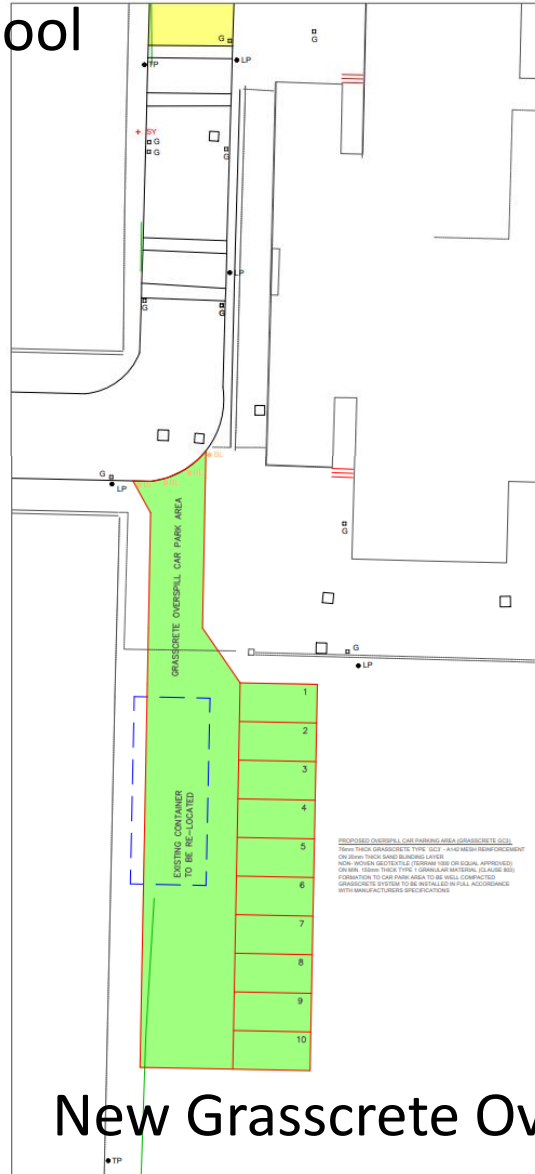 ool
G
G
TP
LP
SY
G
G
G
LP
G
G
BL
G
LP
GRASSCRETE OVERSPILL CAR PARK AREA
G
G
LP
1
2
3
4
5
6
7
8
9
10
EXISTING CONTAINER
TO BE RE-LOCATED
PROPOSED OVERSPILL CAR PARKING AREA (GRASSCRETE GC3)
76mm THICK GRASSCRETE TYPE 'GC3' - A142 MESH REINFORCEMENT
ON 20mm THICK SAND BLINDING LAYER
NON- WOVEN GEOTEXTILE (TERRAM 1000 OR EQUAL APPROVED)
ON MIN. 150mm THICK TYPE 1 GRANULAR MATERIAL (CLAUSE 803)
FORMATION TO CAR PARK AREA TO BE WELL COMPACTED
GRASSCRETE SYSTEM TO BE INSTALLED IN FULL ACCORDANCE
WITH MANUFACTURERS SPECIFICATIONS
New Grasscrete Ov
TP